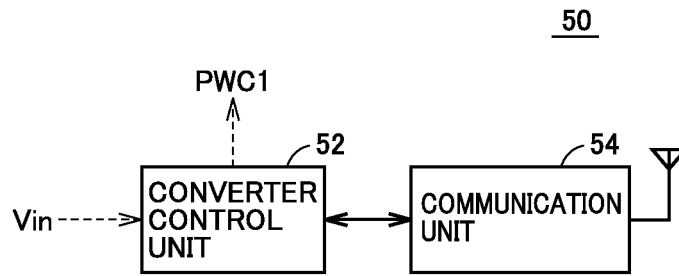 50
PWC1
52
54
Vin
CONVERTER
CONTROL
UNIT
COMMUNICATION
UNIT